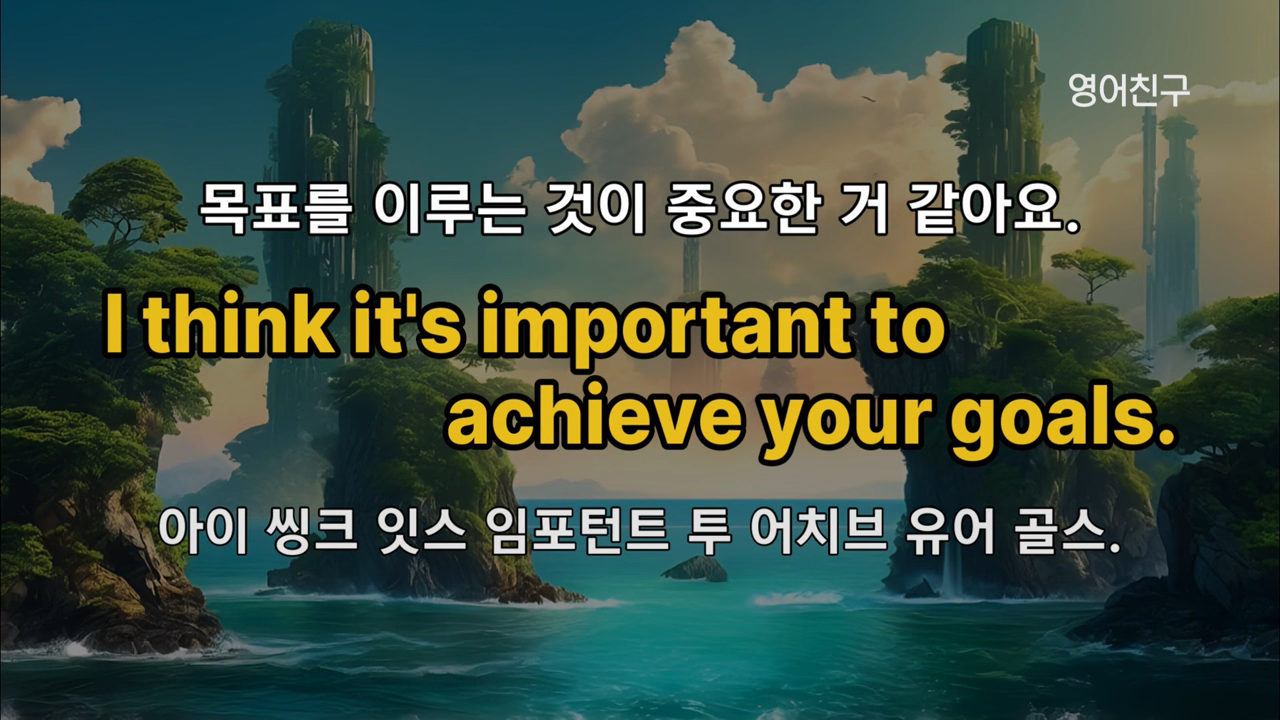 영어친구
목표를 이루는 것이 중요한 거 같아요.
I think it's important to
achieve your goals.
아이 씽크 잇스 임포턴트 투 어치브 유어 골스.